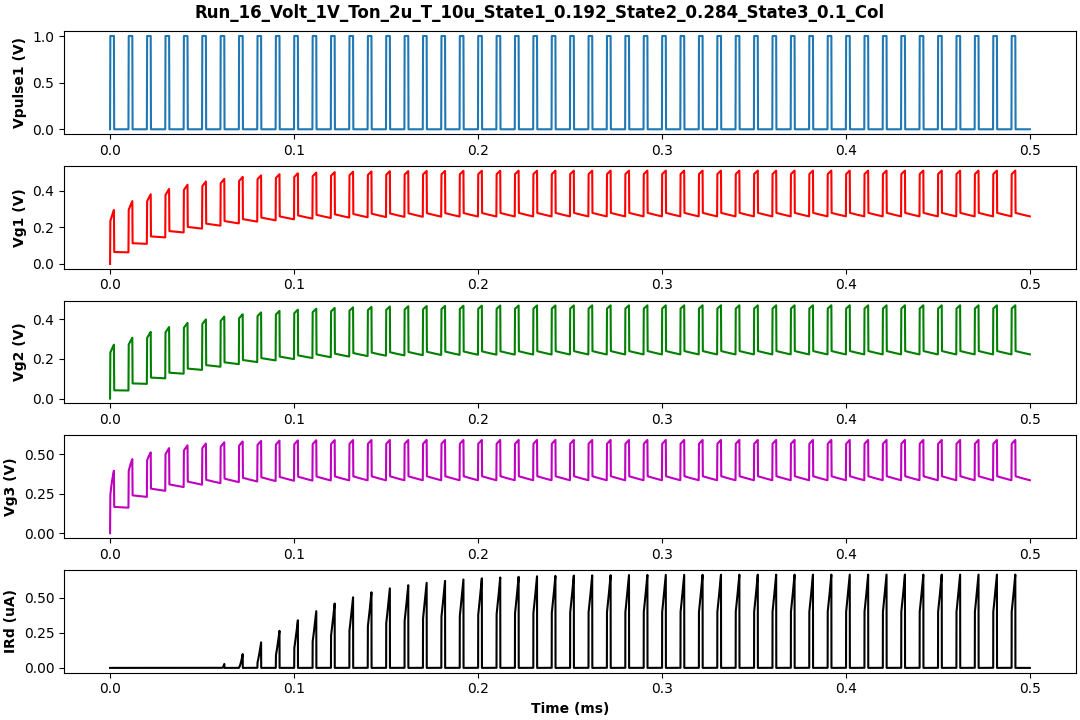 Run_16_Volt_1V_Ton_2u_T_10u_State1_0.192_State2_0.284_State3_0.1_Col
Vpulse1 (V)
1.0
0.5
0.0
0.0 0.1 0.2 0.3 0.4 0.5
Vg1 (V)
0.4
0.2
0.0
0.0 0.1 0.2 0.3 0.4 0.5
Vg2 (V)
0.4
0.2
0.0
0.0 0.1 0.2 0.3 0.4 0.5
Vg3 (V)
0.50
0.25
0.00
0.0 0.1 0.2 0.3 0.4 0.5
IRd (uA)
0.50
0.25
0.00
0.0 0.1 0.2 0.3 0.4 0.5
Time (ms)